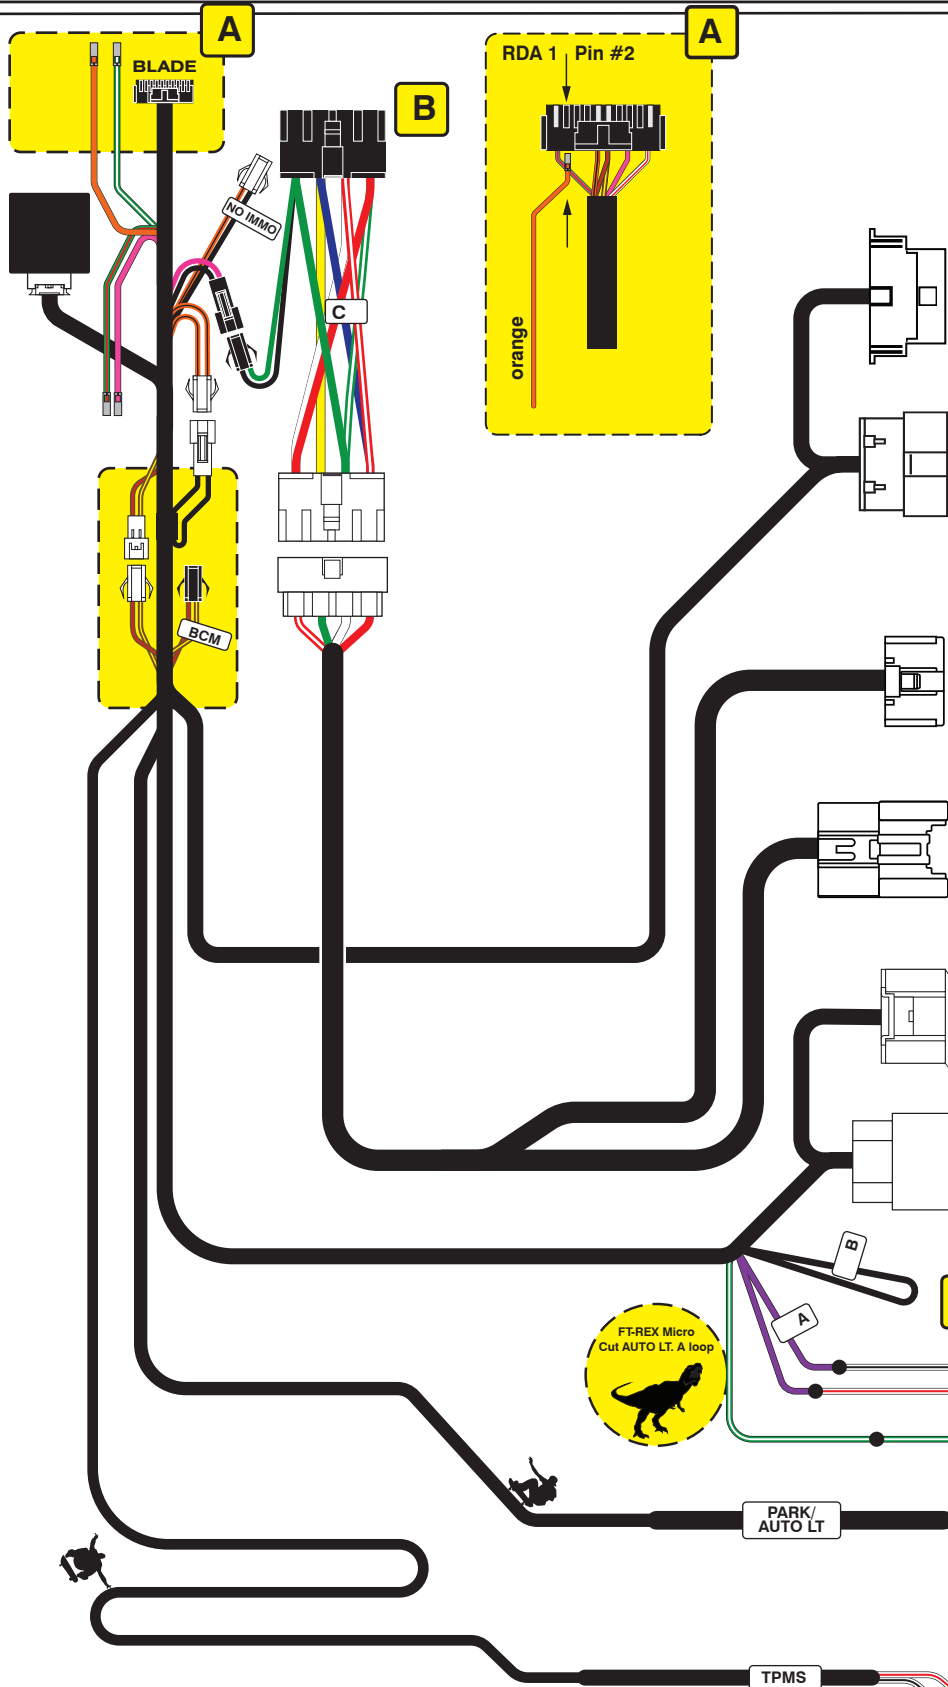 A
A
BLADE
B
RDA 1 Pin #2
NO IMMO
C
orange
BCM
B
A
FT-REX Micro
Cut AUTO LT. A loop
PARK/
AUTO LT
TPMS